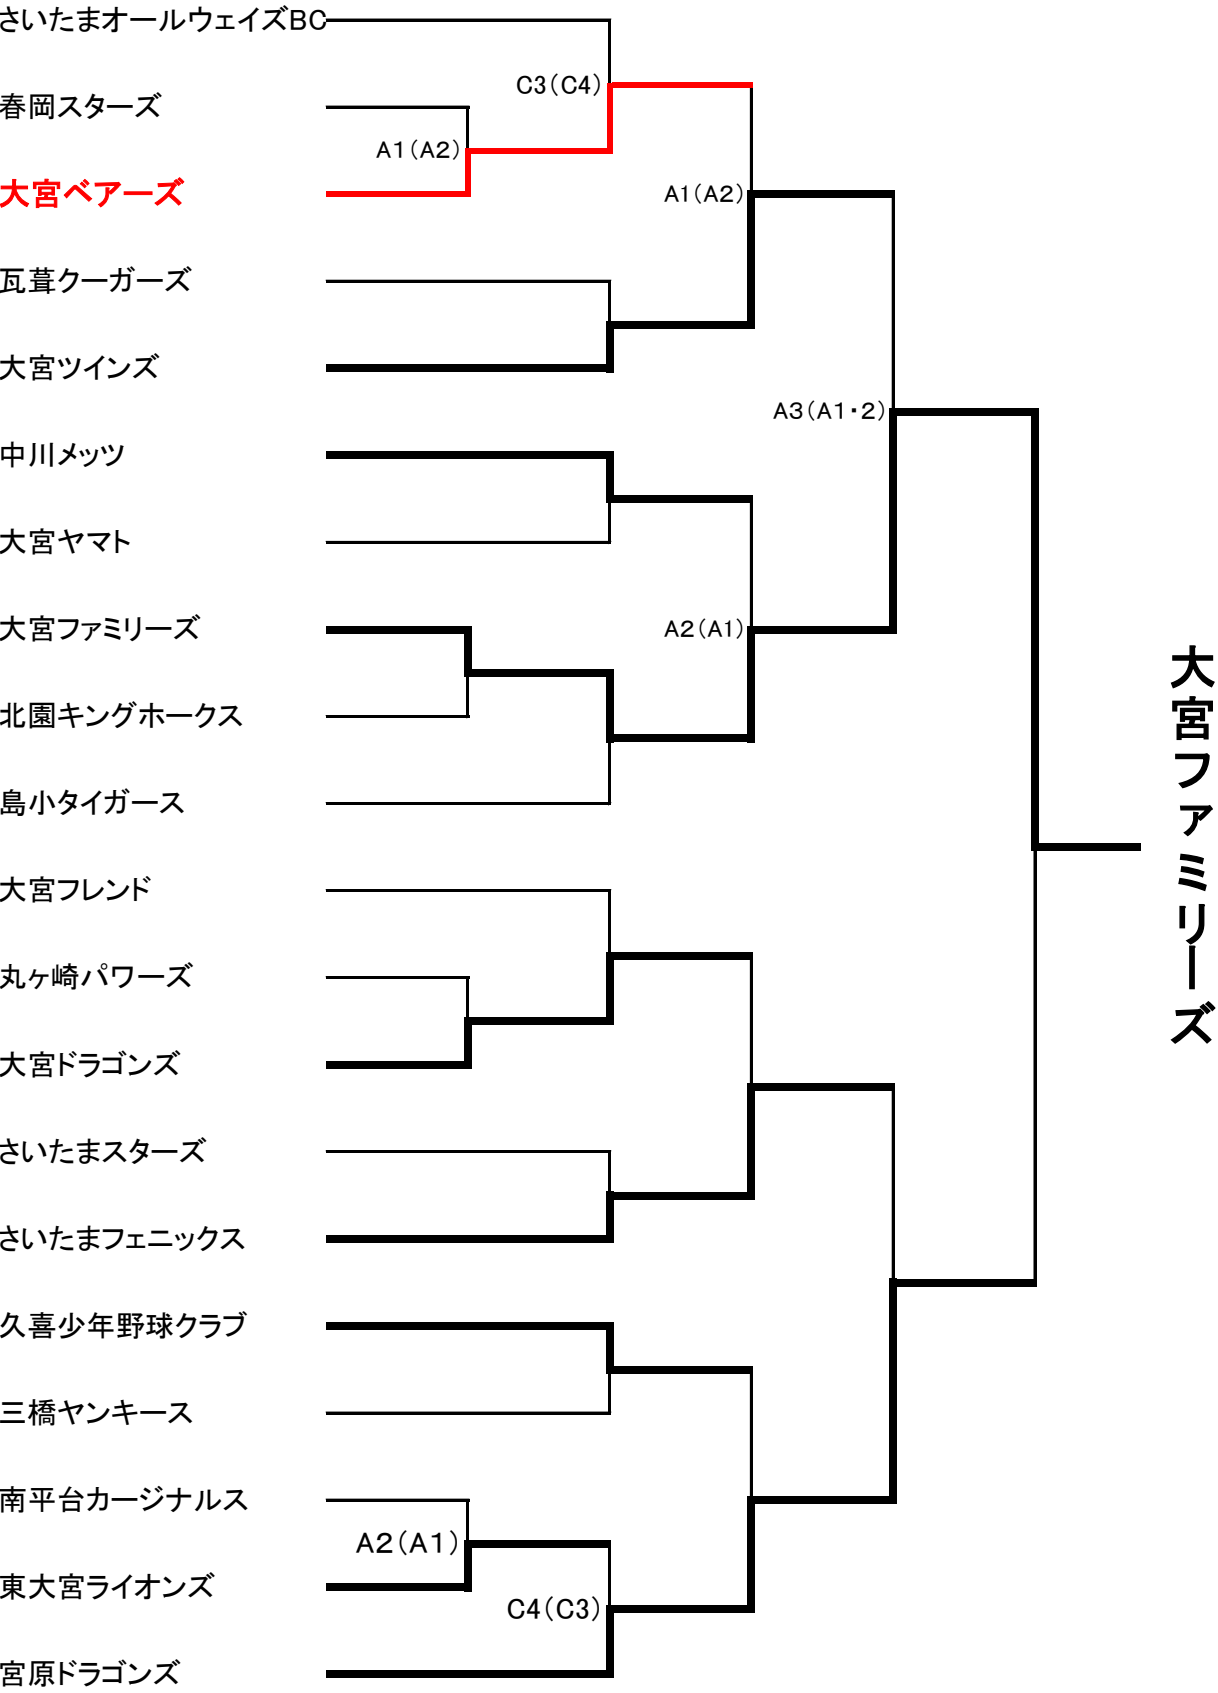 さいたまオールウェイズBC
C3(C4)
春岡スターズ
A1(A2)
大宮ベアーズ
A1(A2)
瓦葺クーガーズ
大宮ツインズ
A3(A1・2)
中川メッツ
大宮ヤマト
大宮ファミリーズ
A2(A1)
北園キングホークス
島小タイガース
大宮フレンド
丸ヶ崎パワーズ
大宮ドラゴンズ
さいたまスターズ
さいたまフェニックス
久喜少年野球クラブ
三橋ヤンキース
南平台カージナルス
A2(A1)
東大宮ライオンズ
C4(C3)
宮原ドラゴンズ
大宮ファミリーズ